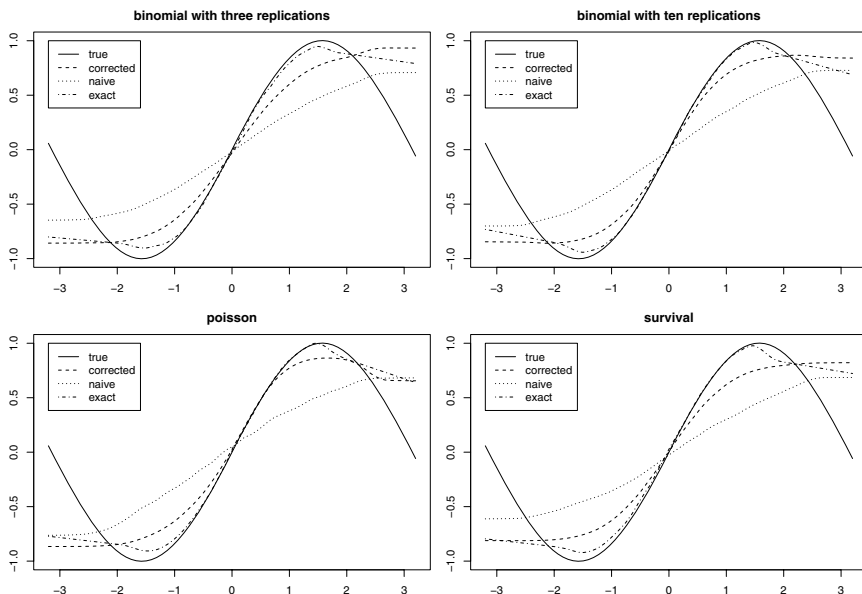 binomial with three replications
1.0
0.5
0.0
−0.5
−1.0
true
corrected
naive
exact
−3 −2 −1 0 1 2 3
binomial with ten replications
1.0
0.5
0.0
−0.5
−1.0
true
corrected
naive
exact
−3 −2 −1 0 1 2 3
poisson
1.0
0.5
0.0
−0.5
−1.0
true
corrected
naive
exact
−3 −2 −1 0 1 2 3
survival
1.0
0.5
0.0
−0.5
−1.0
true
corrected
naive
exact
−3 −2 −1 0 1 2 3